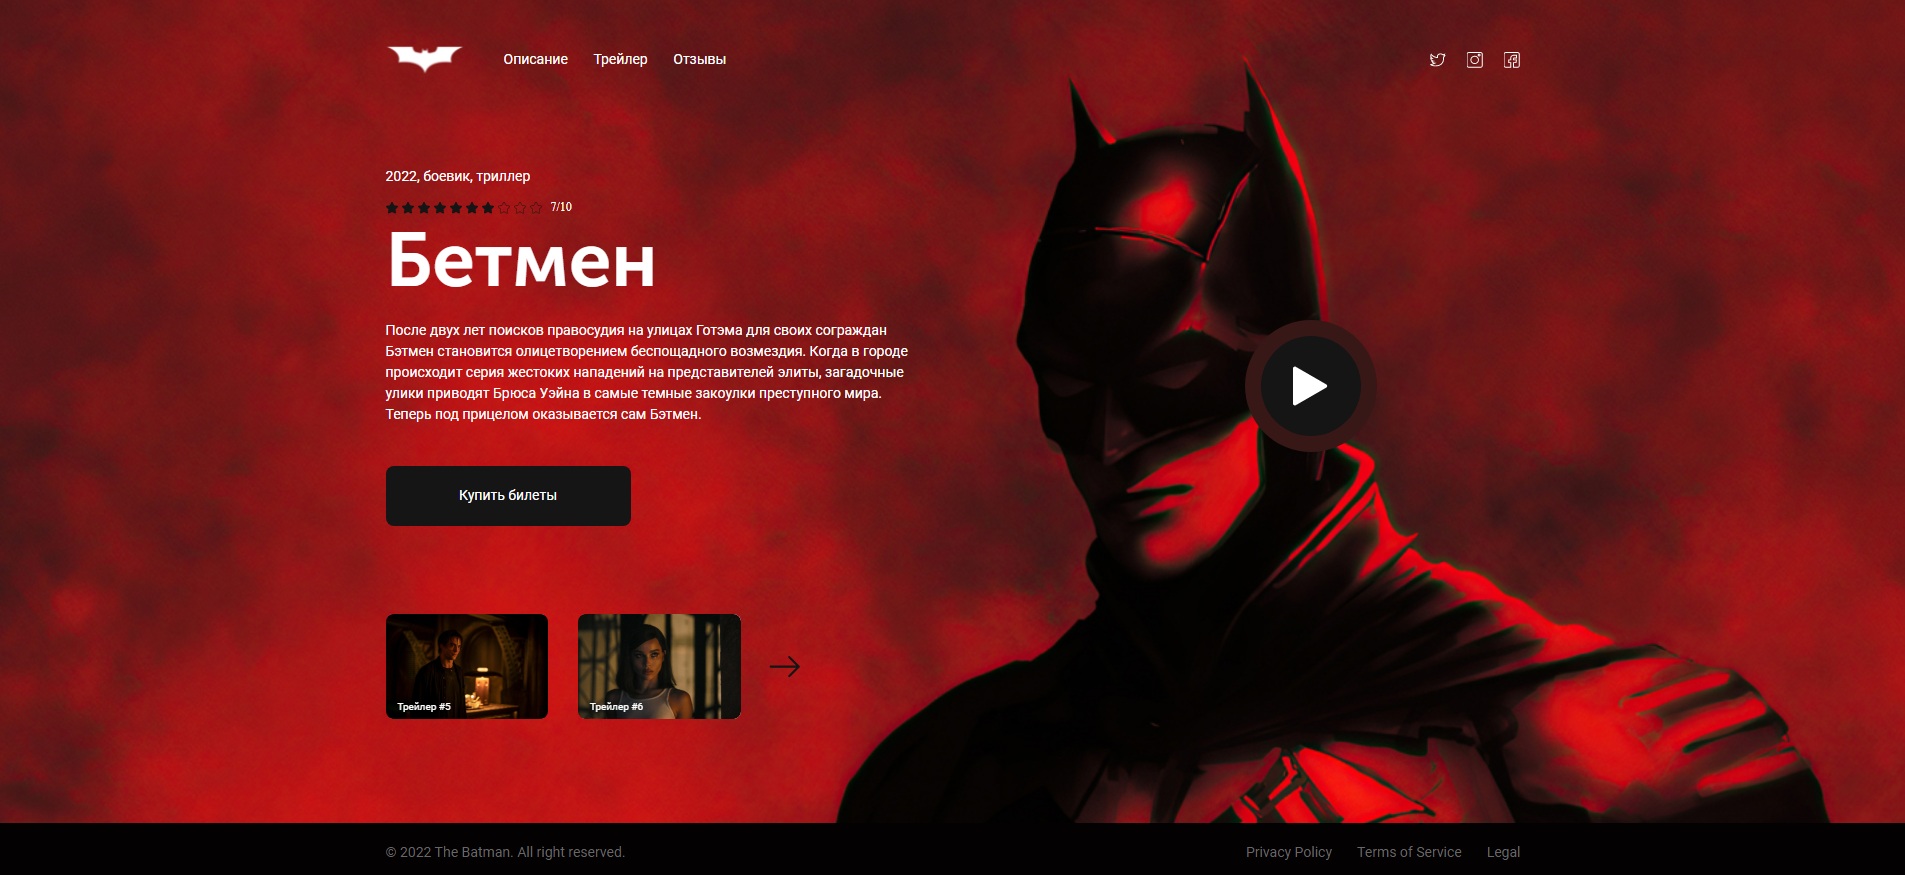 Описание Трейлер Отзывы
2022, боевик, триллер
7/10
Бетмен
После двух лет поисков правосудия на улицах Готэма для своих сограждан
Бэтмен становится олицетворением беспощадного возмездия. Когда в городе
происходит серия жестоких нападений на представителей элиты, загадочные
улики приводят Брюса Уэйна в самые темные закоулки преступного мира.
Теперь под прицелом оказывается сам Бэтмен.
Купить билеты
Трейлер #5 Трейлер #6
© 2022 The Batman. All right reserved. Privacy Policy Terms of Service Legal